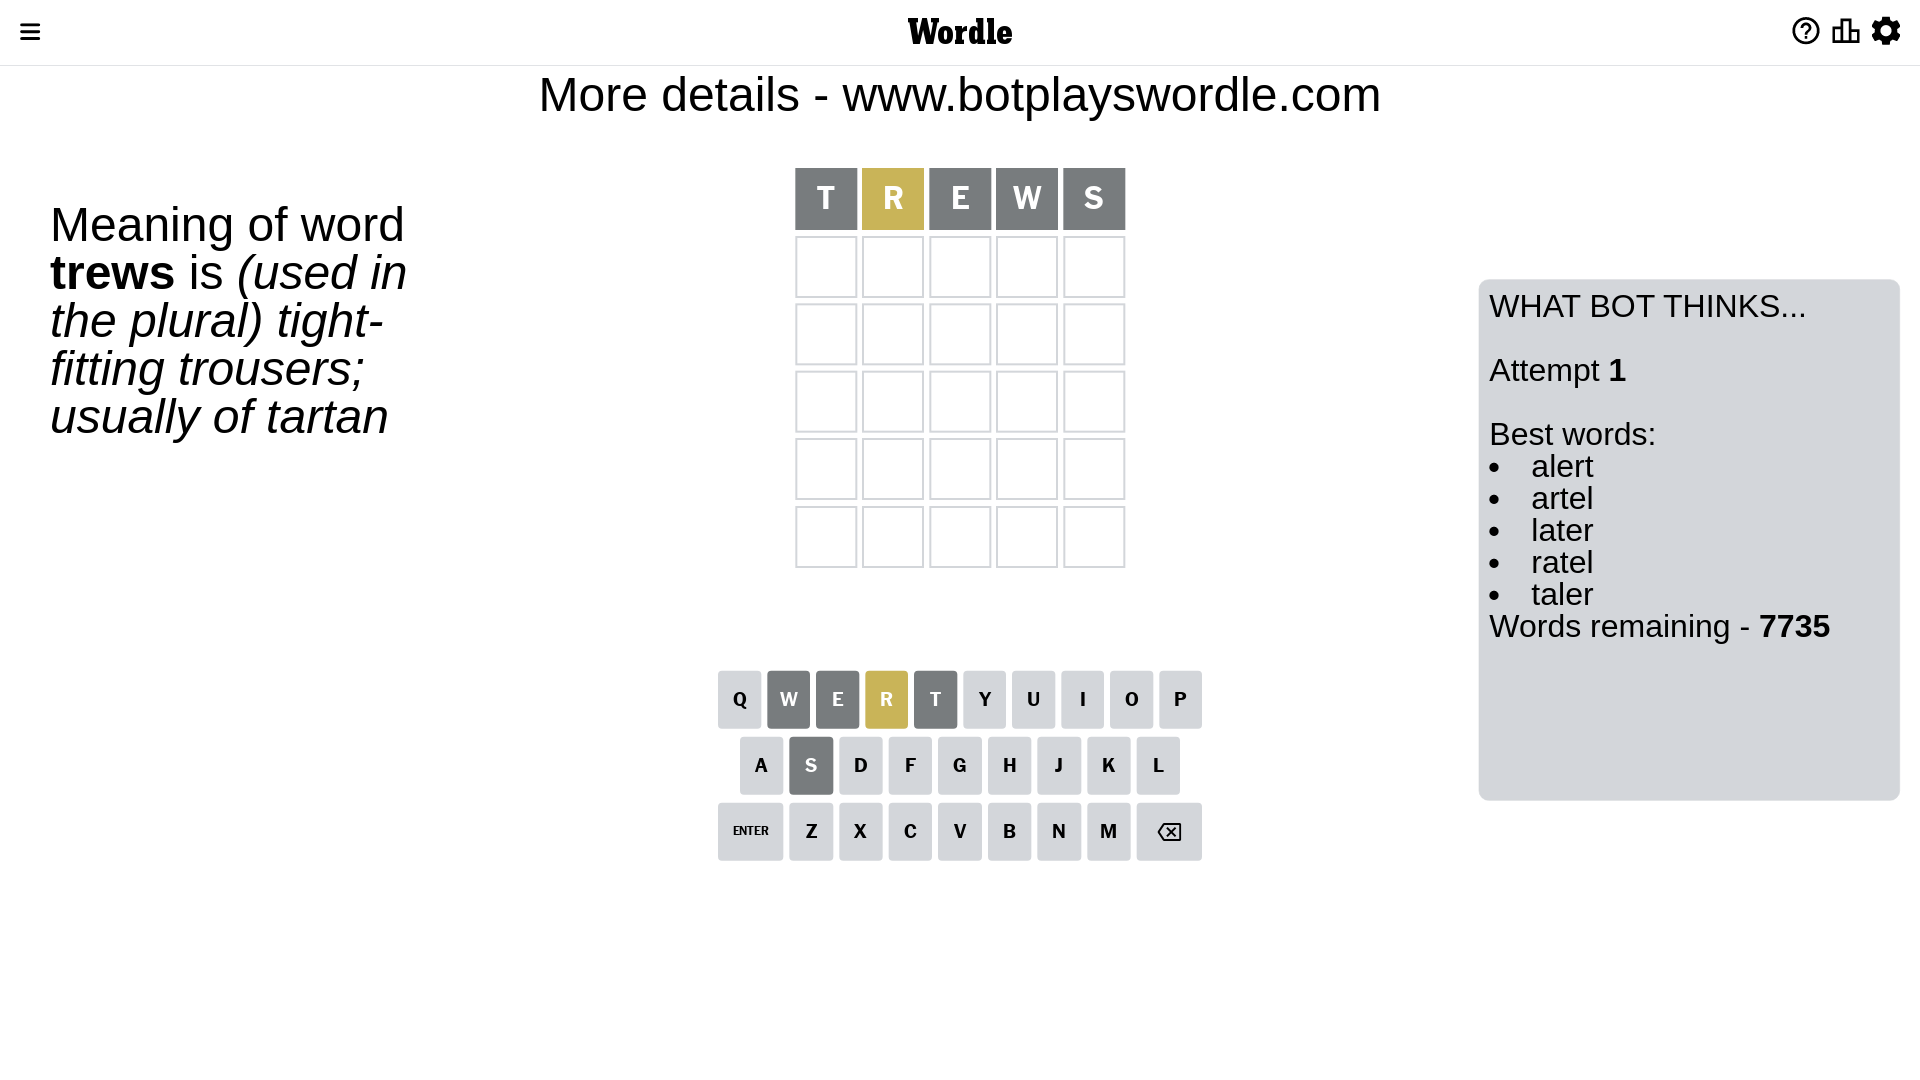 Wordle
More details - www.botplayswordle.com
Meaning of word
trews is (used in
the plural) tight-
fitting trousers;
usually of tartan
T R E W S
WHAT BOT THINKS...
Attempt 1
Best words:
• alert
• artel
• later
• ratel
• taler
Words remaining - 7735
Q W E R T Y U I O P
A S D F G H J K L
ENTER Z X C V B N M